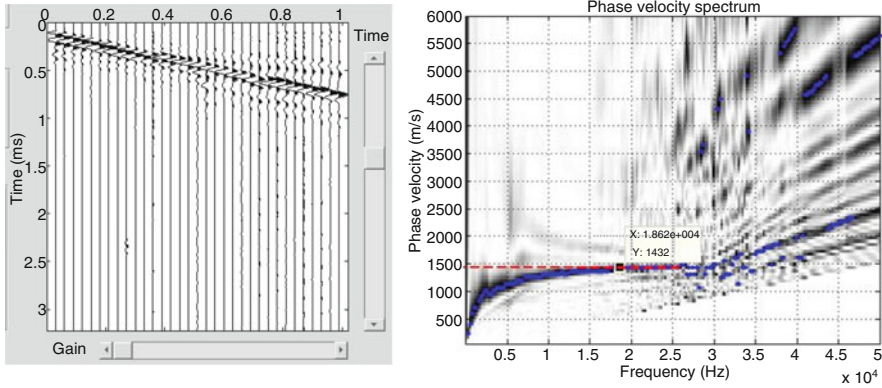 0 0.2 0.4 0.6 0.8 1
Time
0
0.5
1
1.5
2
2.5
3
Time (ms)
Gain
Phase velocity spectrum
6000
5500
5000
4500
4000
3500
3000
2500
2000
1500
1000
500
Phase velocity (m/s)
X: 1.862e+004
Y: 1432
0.5 1 1.5 2 2.5 3 3.5 4 4.5 5
Frequency (Hz)
x 10⁴